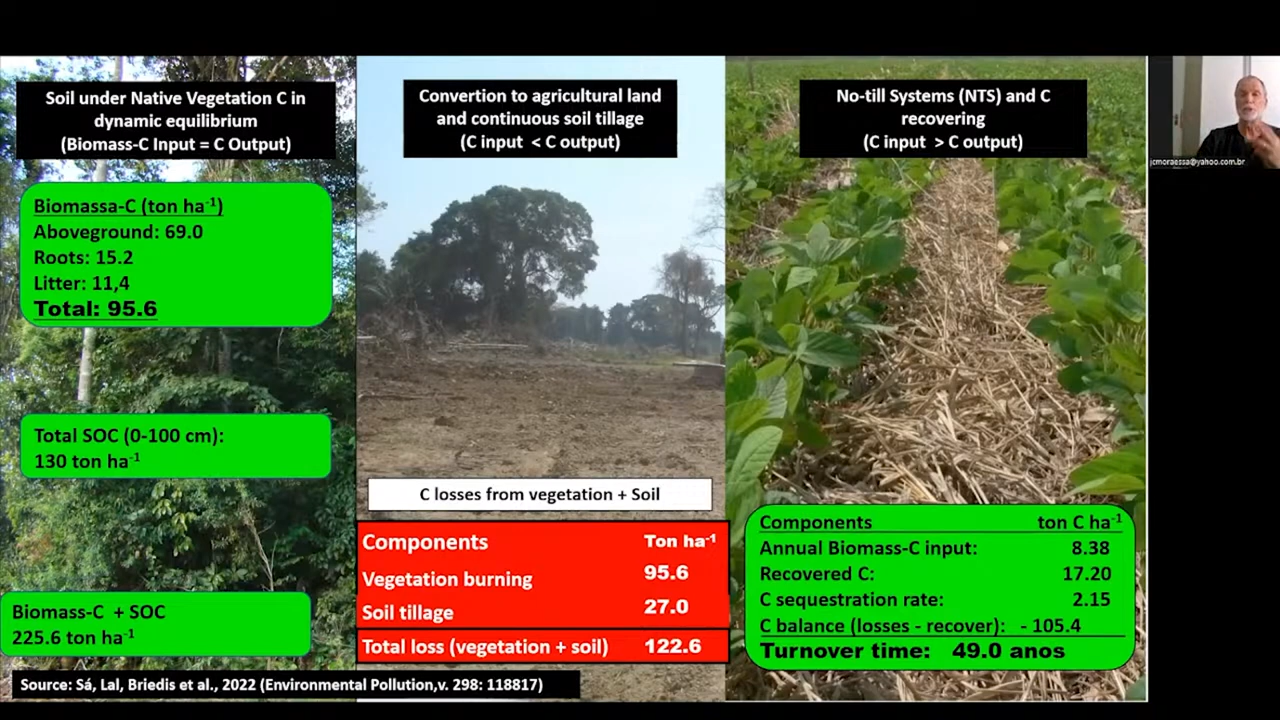 Soil under Native Vegetation C in
dynamic equilibrium
(Biomass-C Input = C Output)
Biomassa-C (ton ha⁻¹)
Aboveground: 69.0
Roots: 15.2
Litter: 11,4
Total: 95.6
Total SOC (0-100 cm):
130 ton ha⁻¹
Biomass-C + SOC
225.6 ton ha⁻¹
Source: Sá, Lal, Briedis et al., 2022 (Environmental Pollution,v. 298: 118817)
Convertion to agricultural land
and continuous soil tillage
(C input < C output)
C losses from vegetation + Soil
Components Ton ha⁻¹
Vegetation burning 95.6
Soil tillage 27.0
Total loss (vegetation + soil) 122.6
No-till Systems (NTS) and C
recovering
(C input > C output)
Components ton C ha⁻¹
Annual Biomass-C input: 8.38
Recovered C: 17.20
C sequestration rate: 2.15
C balance (losses - recover): - 105.4
Turnover time: 49.0 anos
jcmoraessa@yahoo.com.br